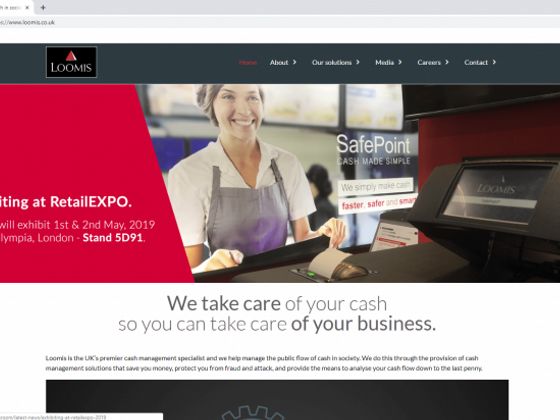 s://www.loomis.co.uk
LOOMIS
Home About Our solutions Media Careers Contact
SafePoint
CASH MADE SIMPLE
We simply make cash
faster, safer and smart
LOOMIS
iting at RetailEXPO.
will exhibit 1st & 2nd May, 2019
lympia, London - Stand 5D91.
We take care of your cash
so you can take care of your business.
Loomis is the UK's premier cash management specialist and we help manage the public flow of cash in society. We do this through the provision of cash
management solutions that save you money, protect you from fraud and attack, and provide the means to analyse your cash flow down to the last penny.
room/latest-news/exhibiting-at-retailexpo-2019